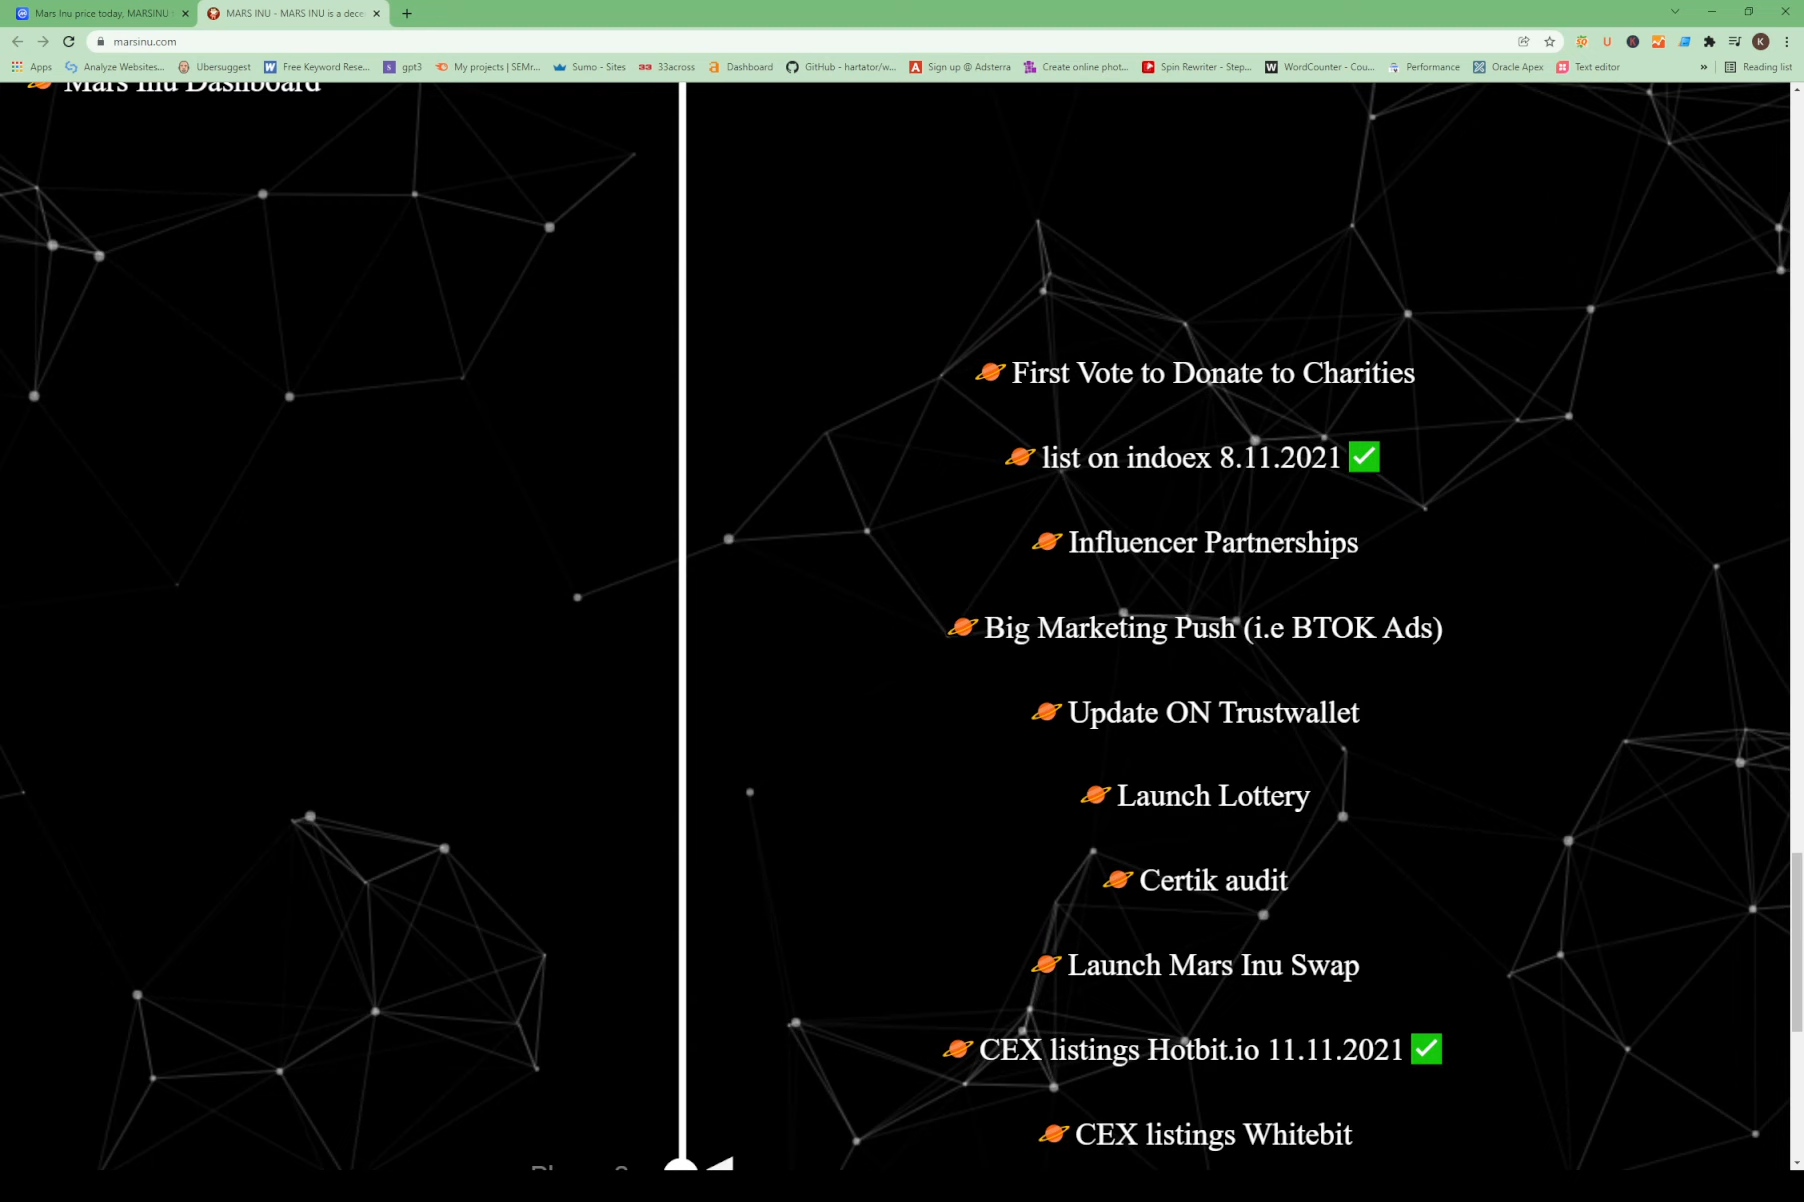 Mars Inu price today, MARSINU
MARS INU - MARS INU is a dece
marsinu.com
Apps
Analyze Websites...
Ubersuggest
Free Keyword Rese...
gpt3
My projects | SEMr...
Sumo - Sites
33across
Dashboard
GitHub - hartator/w...
Sign up @ Adsterra
Create online phot...
Spin Rewriter - Step...
WordCounter - Cou...
Performance
Oracle Apex
Text editor
»
Reading list
🪐 Mars Inu Dashboard
🪐 First Vote to Donate to Charities
🪐 list on indoex 8.11.2021 ✅
🪐 Influencer Partnerships
🪐 Big Marketing Push (i.e BTOK Ads)
🪐 Update ON Trustwallet
🪐 Launch Lottery
🪐 Certik audit
🪐 Launch Mars Inu Swap
🪐 CEX listings Hotbit.io 11.11.2021 ✅
🪐 CEX listings Whitebit